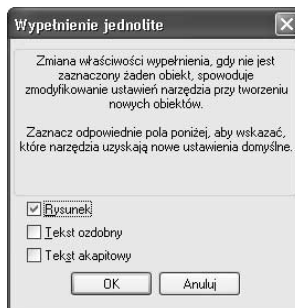 Wypełnienie jednolite
Zmiana właściwości wypełnienia, gdy nie jest
zaznaczony żaden obiekt, spowoduje
zmodyfikowanie ustawień narzędzia przy tworzeniu
nowych obiektów.
Zaznacz odpowiednie pola poniżej, aby wskazać,
które narzędzia uzyskają nowe ustawienia domyślne.
Rysunek
Tekst ozdobny
Tekst akapitowy
OK Anuluj